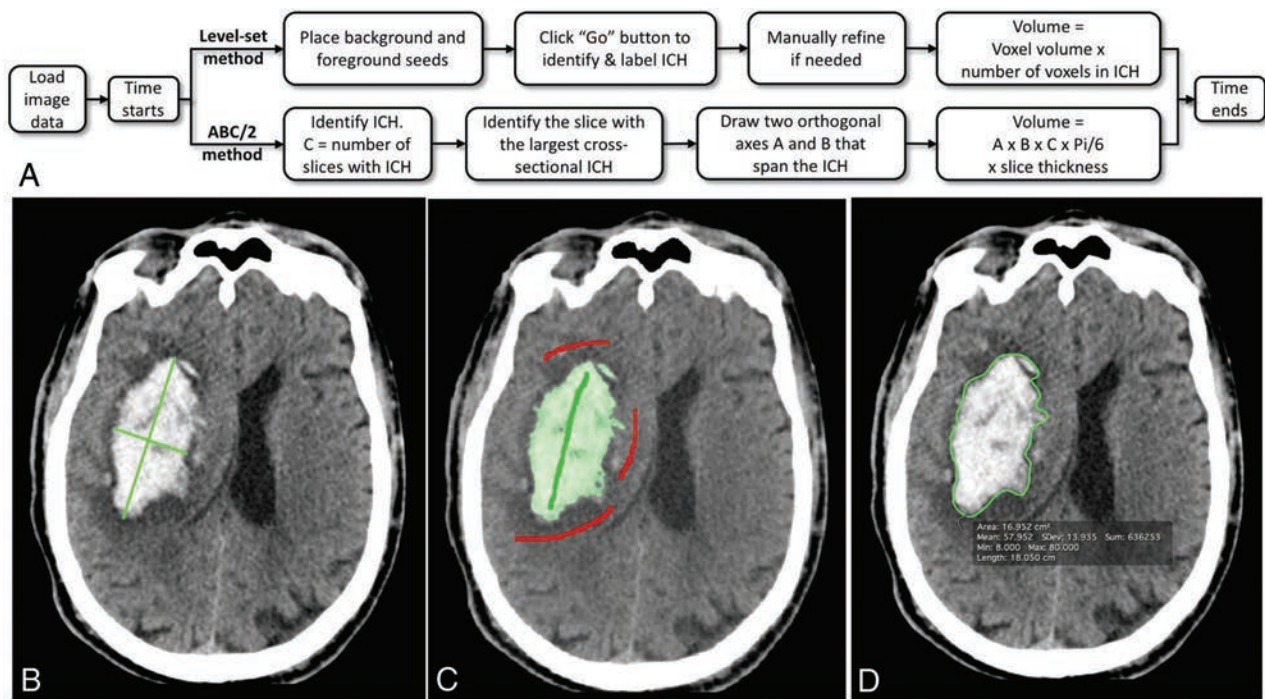 Level-set
method
Place background and
foreground seeds
Click “Go” button to
identify & label ICH
Manually refine
if needed
Volume =
Voxel volume x
number of voxels in ICH
Load
image
data
Time
starts
Time
ends
ABC/2
method
Identify ICH.
C = number of
slices with ICH
Identify the slice with
the largest cross-
sectional ICH
Draw two orthogonal
axes A and B that
span the ICH
Volume =
A x B x C x Pi/6
x slice thickness
A
B
C
D
Area: 16.952 cm²
Mean: 57.952 SDev: 13.935 Sum: 636253
Min: 8.000 Max: 80.000
Length: 18.050 cm